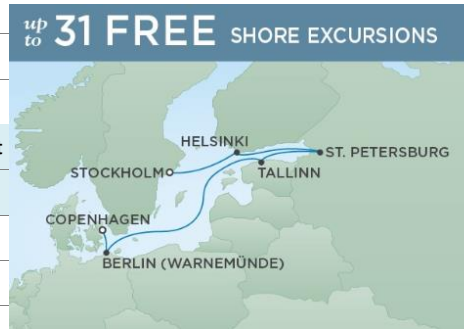 up to 31 FREE SHORE EXCURSIONS
HELSINKI
ST. PETERSBURG
STOCKHOLM
TALLINN
COPENHAGEN
BERLIN (WARNEMÜNDE)